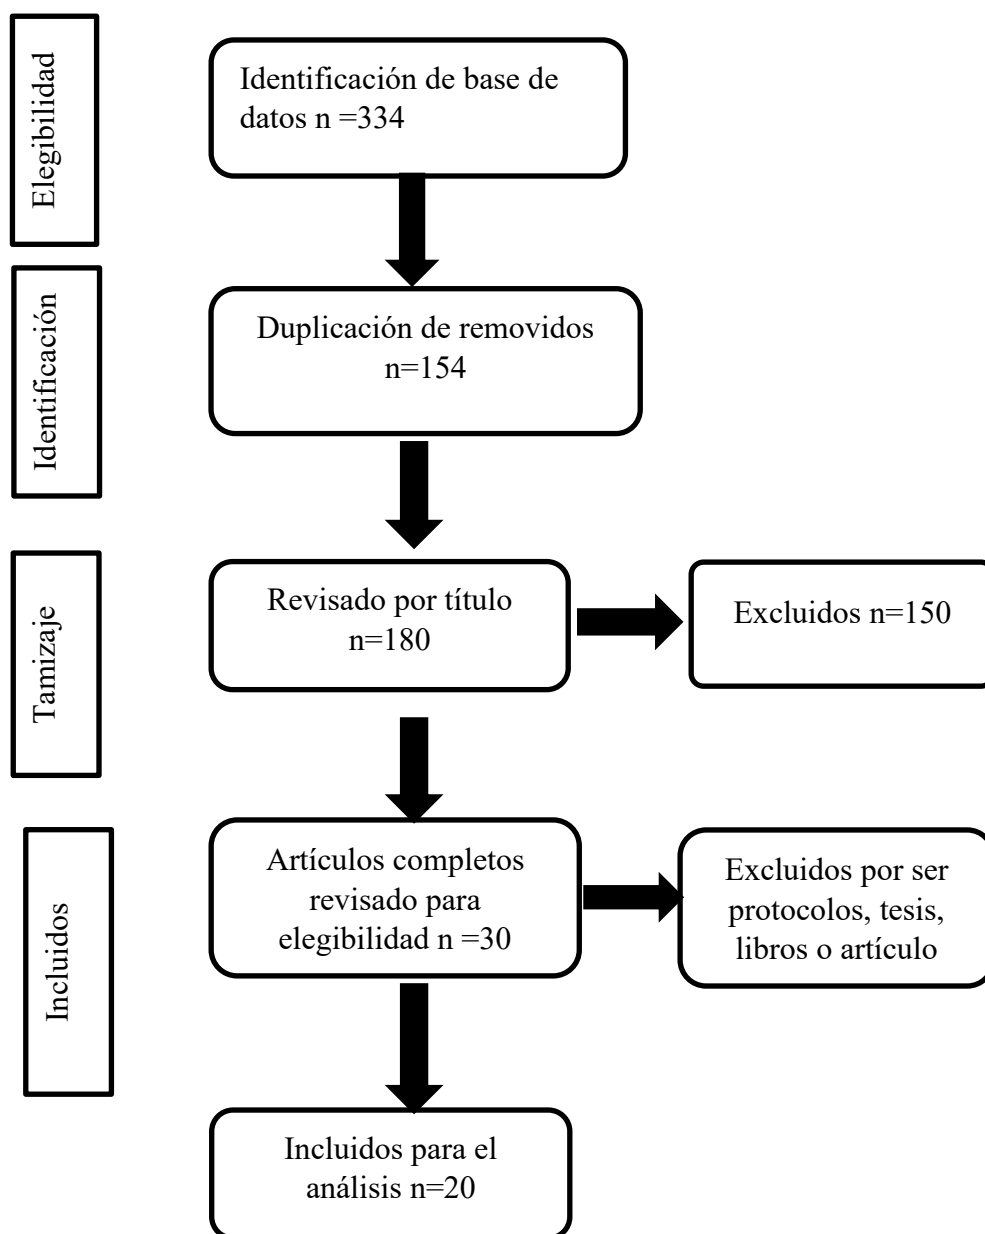 Elegibilidad
Identificación de base de
datos n =334
Identificación
Duplicación de removidos
n=154
Tamizaje
Revisado por título
n=180
Excluidos n=150
Incluidos
Artículos completos
revisado para
elegibilidad n =30
Excluidos por ser
protocolos, tesis,
libros o artículo
Incluidos para el
análisis n=20